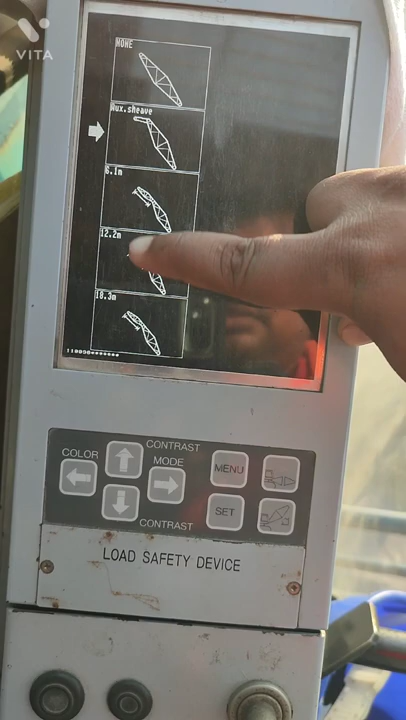 VITA
NONE
Aux.sheave
6.1m
12.2m
18.3m
COLOR
CONTRAST
MODE
MENU
SET
CONTRAST
LOAD SAFETY DEVICE